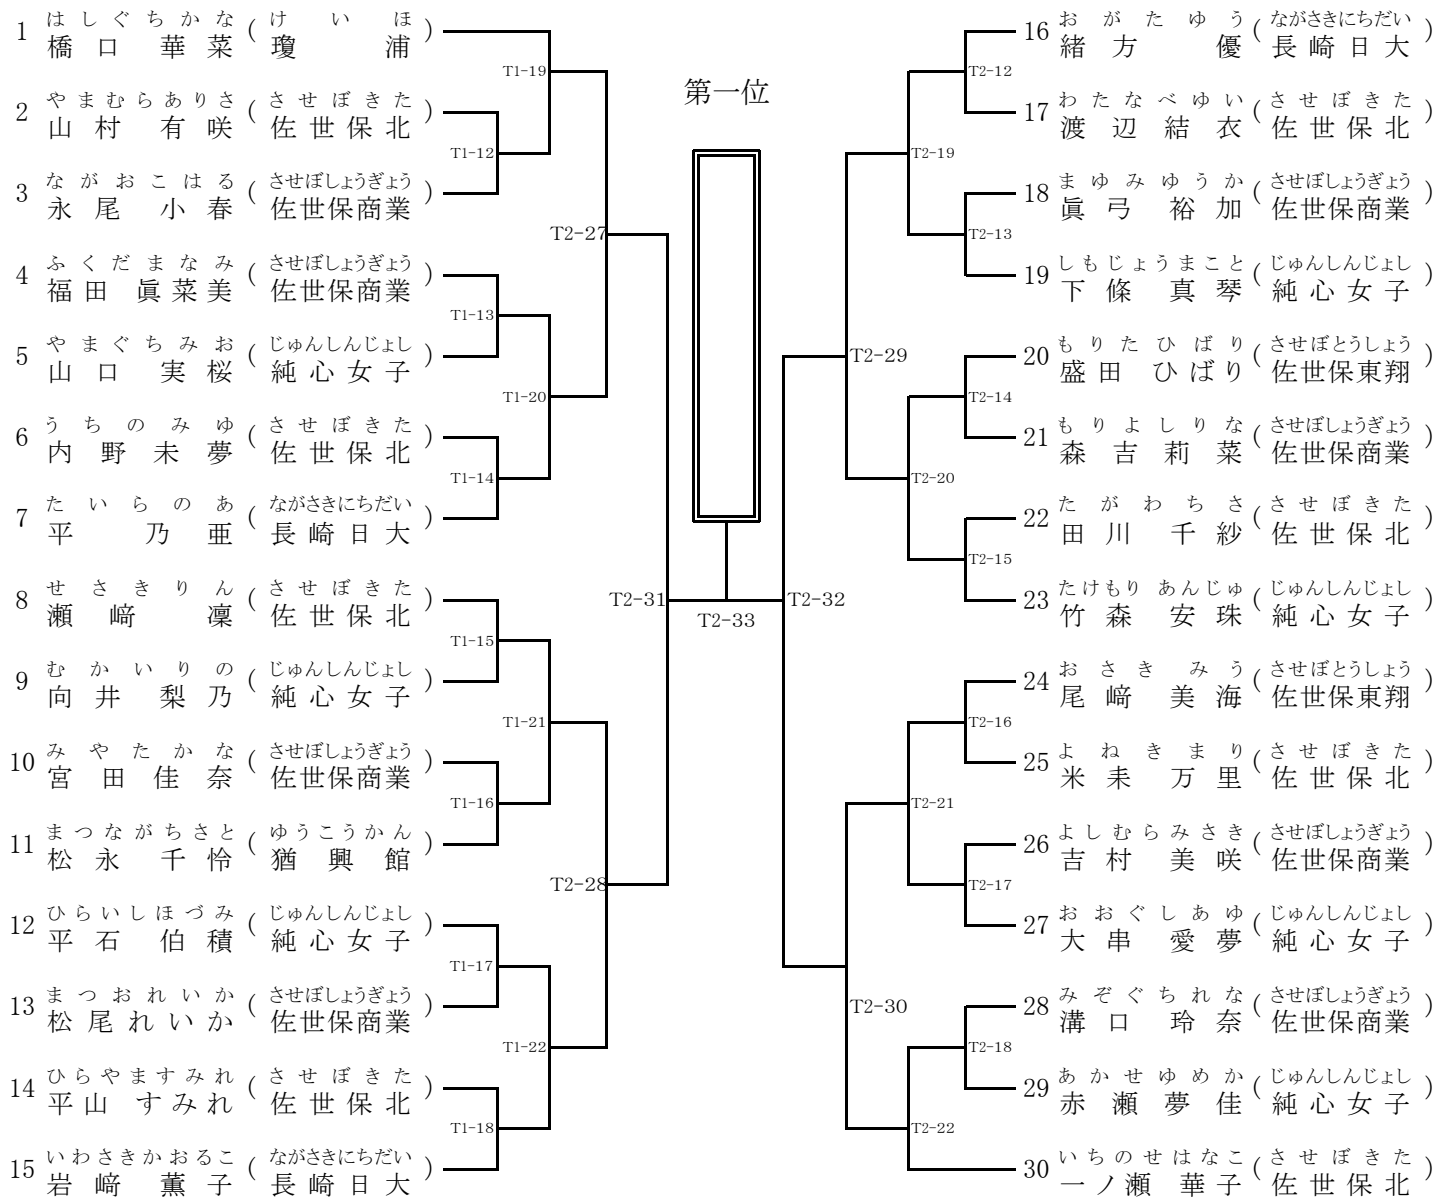 第一位
はしぐちかな けいほ
1 橋口 華菜 ( 瓊浦 )
T1-19
やまむらありさ させぼきた
2 山村 有咲 ( 佐世保北 )
T1-12
ながおこはる させぼしょうぎょう
3 永尾 小春 ( 佐世保商業 )
T2-27
ふくだまなみ させぼしょうぎょう
4 福田 眞菜美 ( 佐世保商業 )
T1-13
やまぐちみお じゅんしんじょし
5 山口 実桜 ( 純心女子 )
T1-20
うちのみゆ させぼきた
6 内野未夢 ( 佐世保北 )
T1-14
たいらのあ ながさきにちだい
7 平 乃亜 ( 長崎日大 )
T2-31
せさきりん させぼきた
8 瀬﨑 凜 ( 佐世保北 )
T1-15
むかいりの じゅんしんじょし
9 向井 梨乃 ( 純心女子 )
T1-21
みやたかな させぼしょうぎょう
10 宮田佳奈 ( 佐世保商業 )
T1-16
まつながちさと ゆうこうかん
11 松永 千怜 ( 猶興館 )
T2-28
ひらいしほづみ じゅんしんじょし
12 平石 伯積 ( 純心女子 )
T1-17
まつおれいか させぼしょうぎょう
13 松尾れいか ( 佐世保商業 )
T1-22
ひらやますみれ させぼきた
14 平山 すみれ ( 佐世保北 )
T1-18
いわさきかおるこ ながさきにちだい
15 岩﨑 薫子 ( 長崎日大 )
T2-33
おがたゆう ながさきにちだい
16 緒方 優 ( 長崎日大 )
T2-12
わたなべゆい させぼきた
17 渡辺結衣 ( 佐世保北 )
T2-19
まゆみゆうか させぼしょうぎょう
18 眞弓 裕加 ( 佐世保商業 )
T2-13
しもじょうまこと じゅんしんじょし
19 下條 真琴 ( 純心女子 )
T2-29
もりたひばり させぼとうしょう
20 盛田 ひばり ( 佐世保東翔 )
T2-14
もりよしりな させぼしょうぎょう
21 森吉莉菜 ( 佐世保商業 )
T2-20
たがわちさ させぼきた
22 田川 千紗 ( 佐世保北 )
T2-15
たけもり あんじゅ じゅんしんじょし
23 竹森 安珠 ( 純心女子 )
T2-32
おさき みう させぼとうしょう
24 尾﨑 美海 ( 佐世保東翔 )
T2-16
よねきまり させぼきた
25 米来 万里 ( 佐世保北 )
T2-21
よしむらみさき させぼしょうぎょう
26 吉村 美咲 ( 佐世保商業 )
T2-17
おおぐしあゆ じゅんしんじょし
27 大串 愛夢 ( 純心女子 )
T2-30
みぞぐちれな させぼしょうぎょう
28 溝口 玲奈 ( 佐世保商業 )
T2-18
あかせゆめか じゅんしんじょし
29 赤瀬夢佳 ( 純心女子 )
T2-22
いちのせはなこ させぼきた
30 一ノ瀬 華子 ( 佐世保北 )